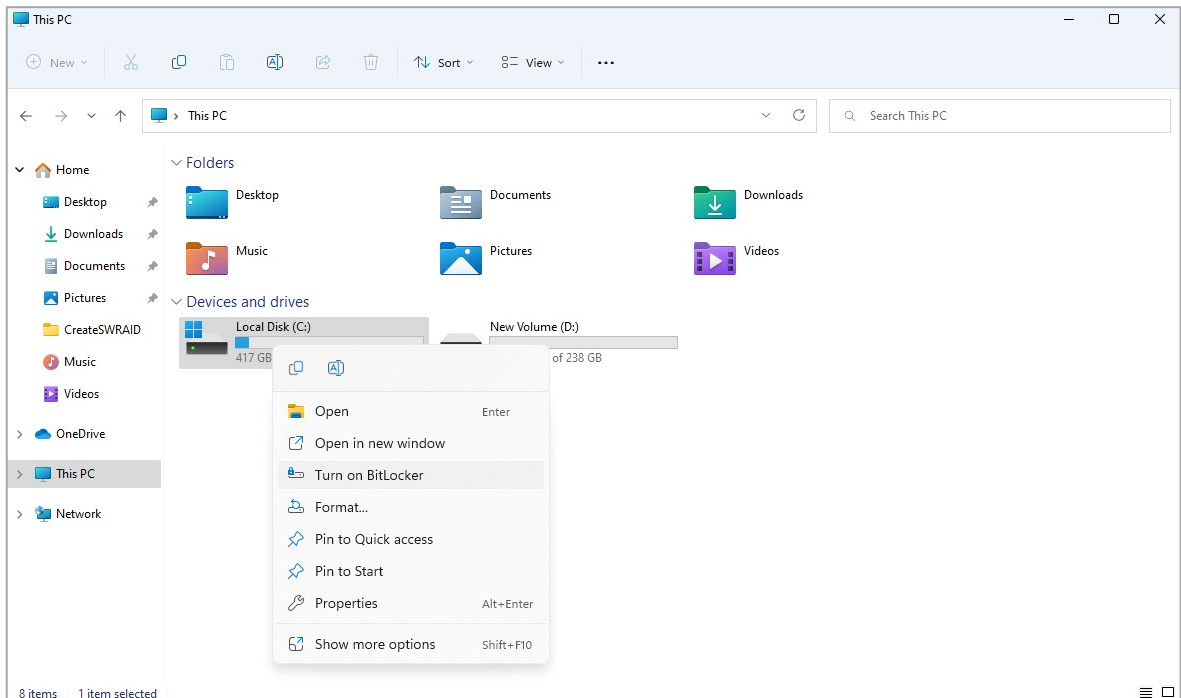 This PC
New
Sort
View
This PC
Search This PC
Home
Desktop
Downloads
Documents
Pictures
CreateSWRAID
Music
Videos
OneDrive
This PC
Network
Folders
Desktop
Documents
Downloads
Music
Pictures
Videos
Devices and drives
Local Disk (C:)
417 GB
New Volume (D:)
of 238 GB
Open Enter
Open in new window
Turn on BitLocker
Format...
Pin to Quick access
Pin to Start
Properties Alt+Enter
Show more options Shift+F10
8 items 1 item selected